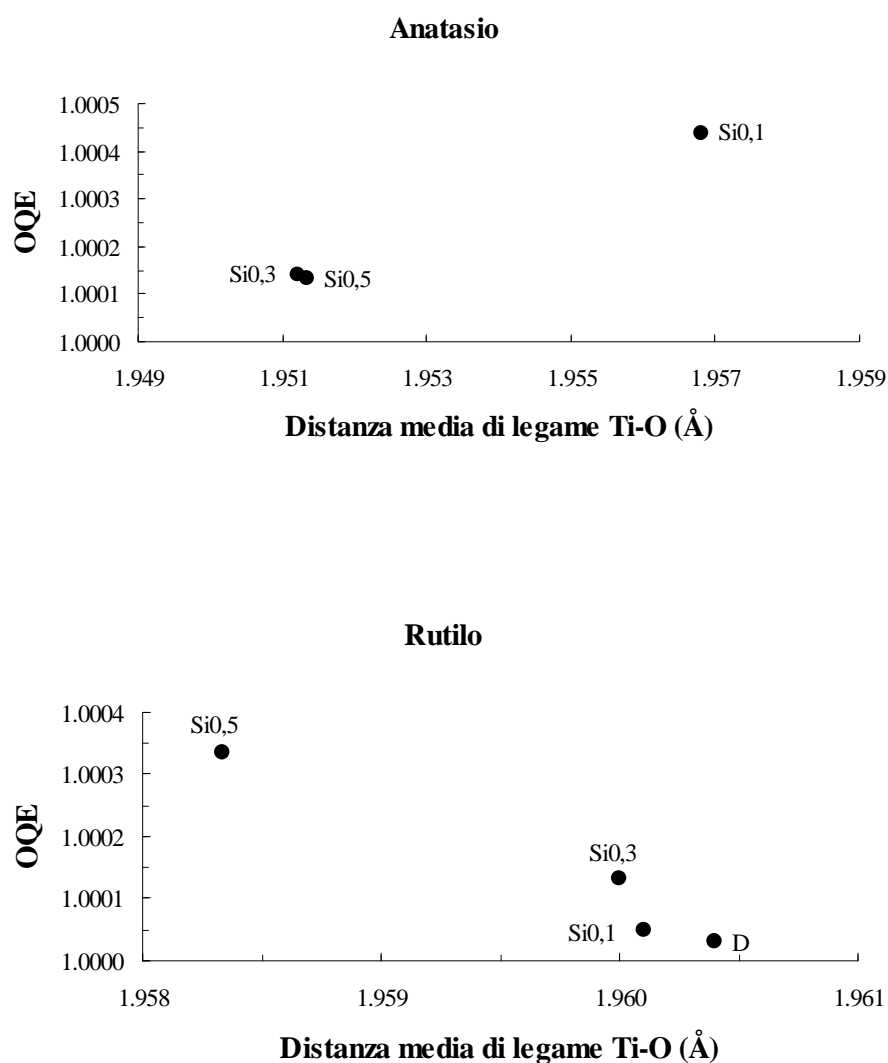 Anatasio
OQE
1.0005
1.0004
1.0003
1.0002
1.0001
1.0000
Si0,1
Si0,3
Si0,5
1.949 1.951 1.953 1.955 1.957 1.959
Distanza media di legame Ti-O (Å)
Rutilo
OQE
1.0004
1.0003
1.0002
1.0001
1.0000
Si0,5
Si0,3
Si0,1
D
1.958 1.959 1.960 1.961
Distanza media di legame Ti-O (Å)